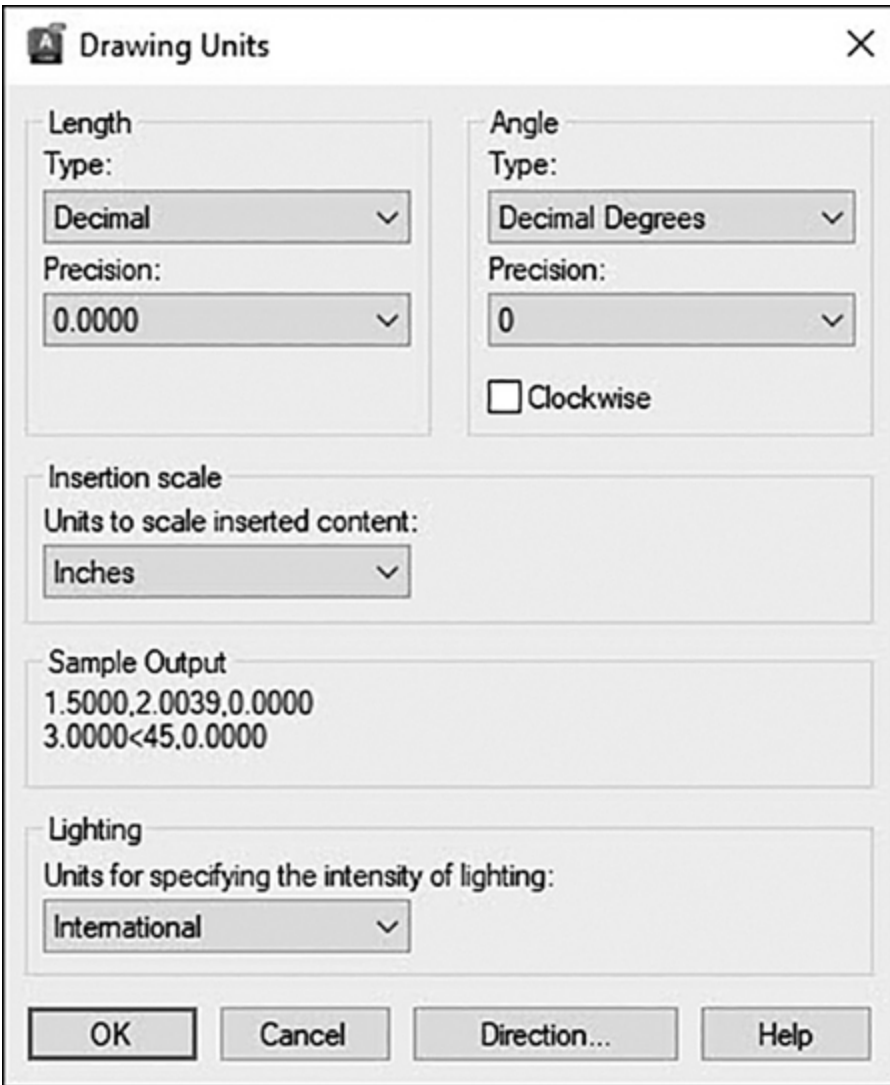 Drawing Units
Length
Type:
Decimal
Precision:
0.0000
Angle
Type:
Decimal Degrees
Precision:
0
Clockwise
Insertion scale
Units to scale inserted content:
Inches
Sample Output
1.5000,2.0039,0.0000
3.0000<45,0.0000
Lighting
Units for specifying the intensity of lighting:
International
OK
Cancel
Direction...
Help